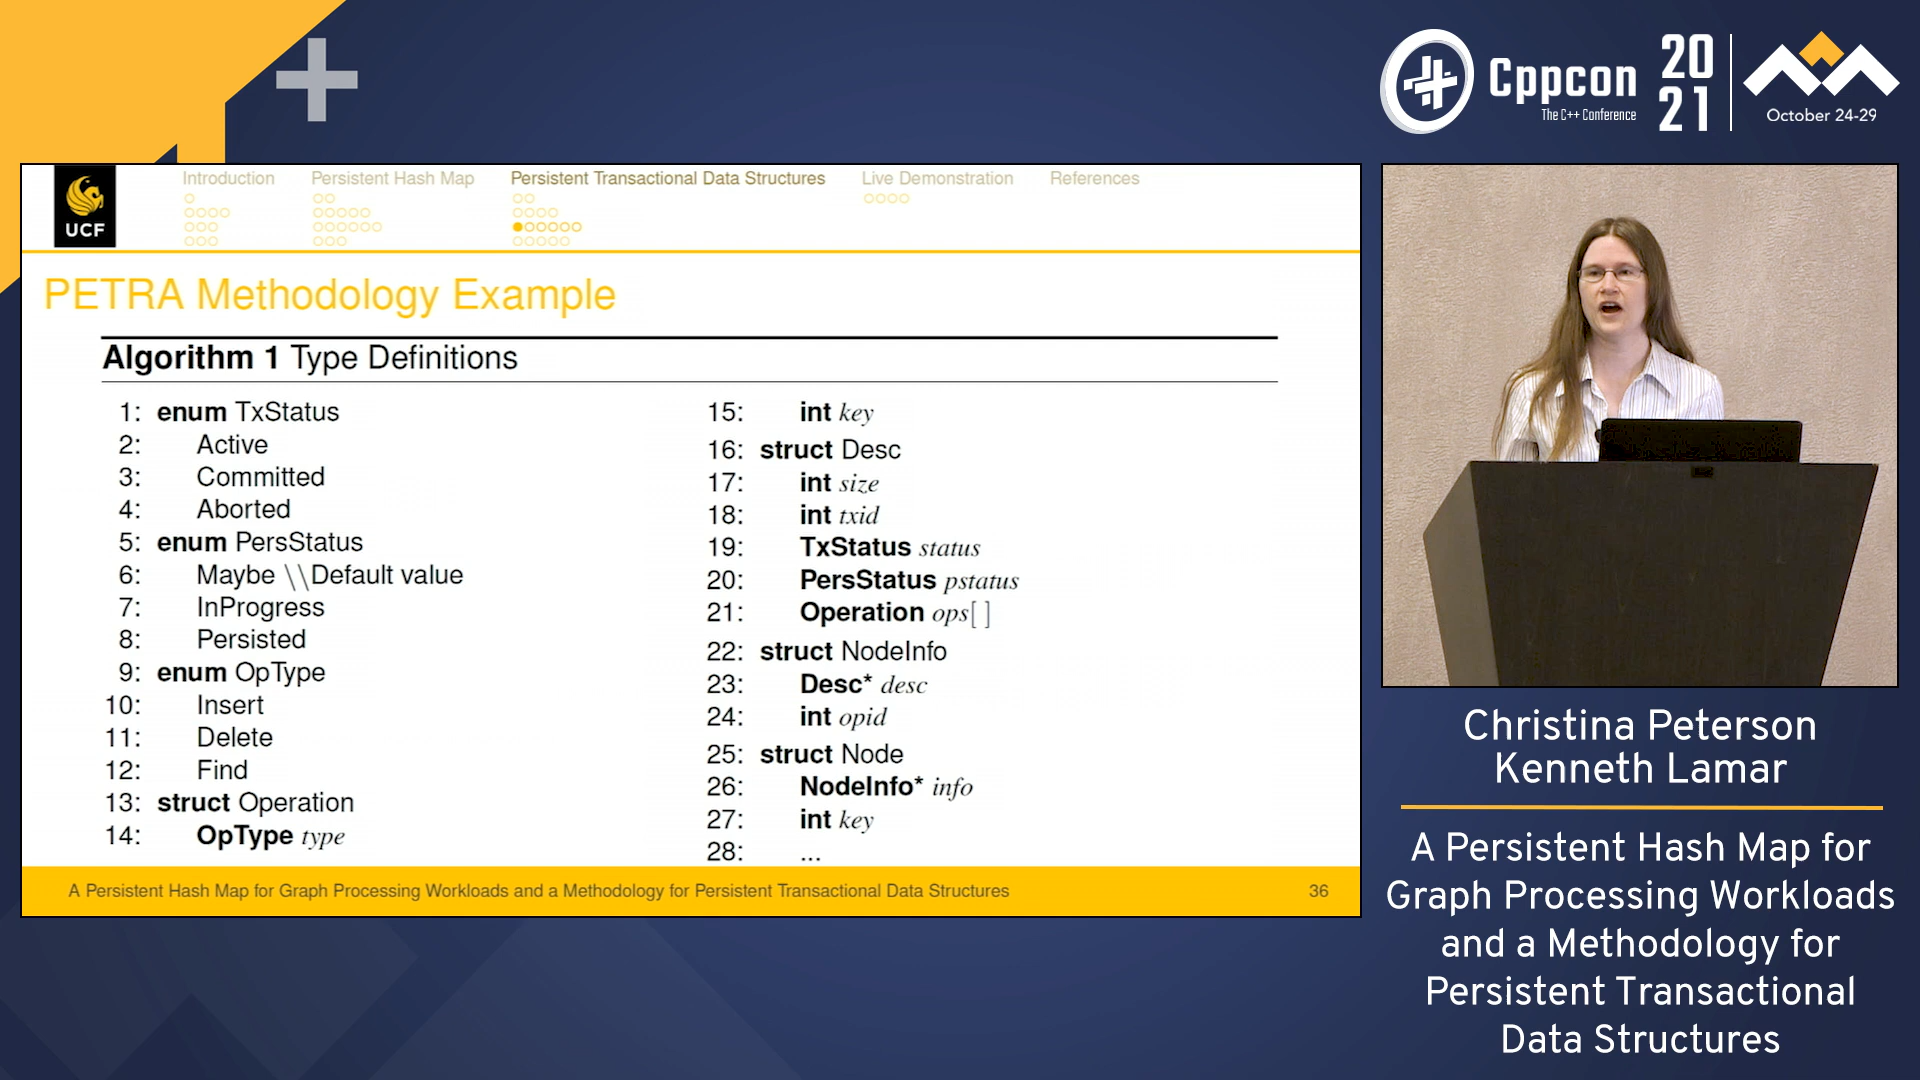 Cppcon
The C++ Conference
20
21
October 24-29
UCF
Introduction
Persistent Hash Map
Persistent Transactional Data Structures
Live Demonstration
References
PETRA Methodology Example
Algorithm 1 Type Definitions
1: enum TxStatus
2: Active
3: Committed
4: Aborted
5: enum PersStatus
6: Maybe \\Default value
7: InProgress
8: Persisted
9: enum OpType
10: Insert
11: Delete
12: Find
13: struct Operation
14: OpType type
15: int key
16: struct Desc
17: int size
18: int txid
19: TxStatus status
20: PersStatus pstatus
21: Operation ops[ ]
22: struct NodeInfo
23: Desc* desc
24: int opid
25: struct Node
26: NodeInfo* info
27: int key
28: ...
A Persistent Hash Map for Graph Processing Workloads and a Methodology for Persistent Transactional Data Structures
36
Christina Peterson
Kenneth Lamar
A Persistent Hash Map for
Graph Processing Workloads
and a Methodology for
Persistent Transactional
Data Structures